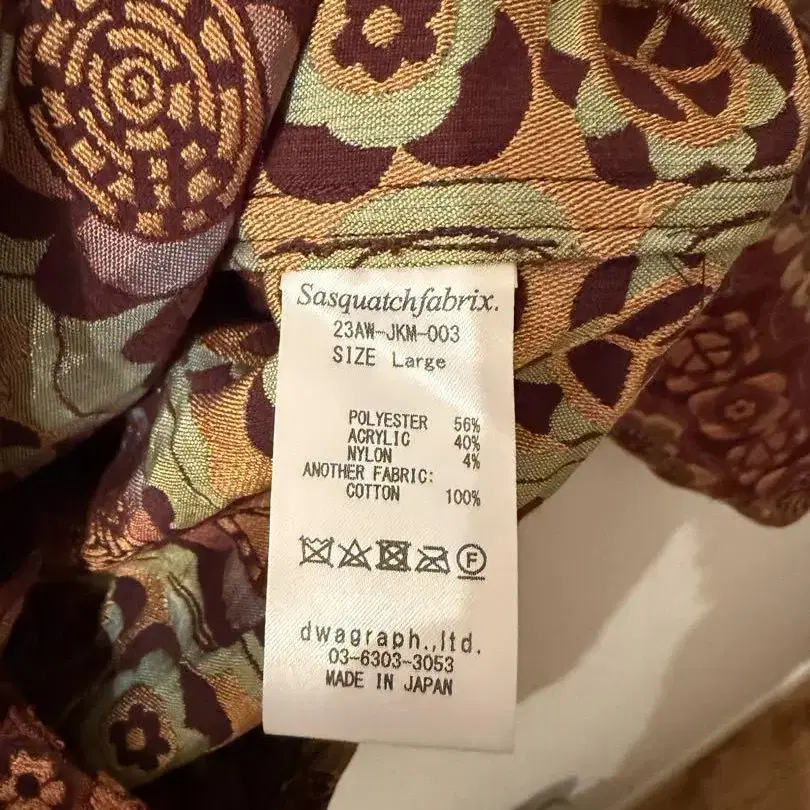 Sasquatchfabrix.
23AW-JKM-003
SIZE Large
POLYESTER 56%
ACRYLIC 40%
NYLON 4%
ANOTHER FABRIC:
COTTON 100%
F
dwagraph.,ltd.
03-6303-3053
MADE IN JAPAN